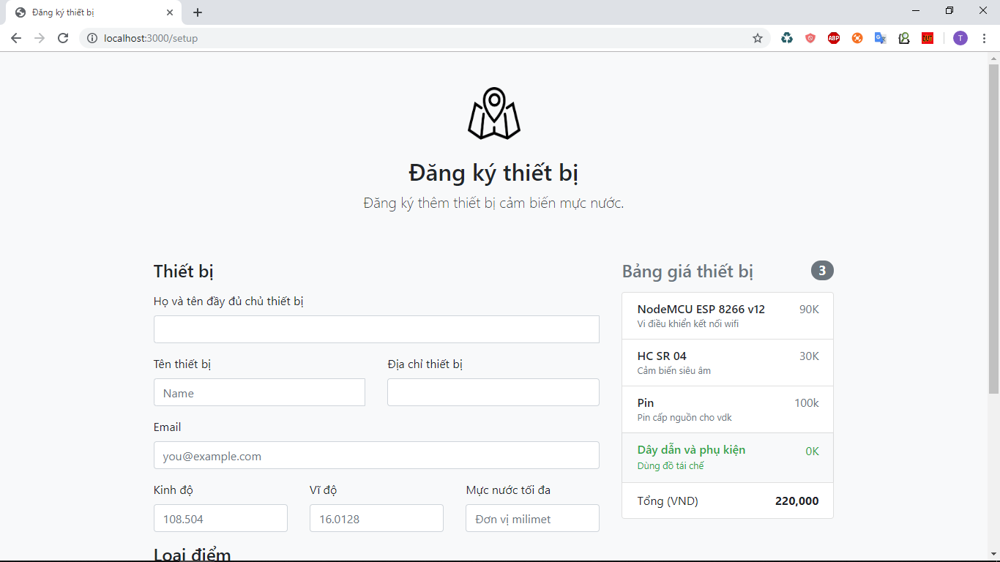 Đăng ký thiết bị
localhost:3000/setup
ABP
T
Đăng ký thiết bị
Đăng ký thêm thiết bị cảm biến mực nước.
Thiết bị
Họ và tên đầy đủ chủ thiết bị
Tên thiết bị
Địa chỉ thiết bị
Name
Email
you@example.com
Kinh độ
Vĩ độ
Mực nước tối đa
108.504
16.0128
Đơn vị milimet
Loại điểm
Bảng giá thiết bị
3
NodeMCU ESP 8266 v12
90K
Vi điều khiển kết nối wifi
HC SR 04
30K
Cảm biến siêu âm
Pin
100k
Pin cấp nguồn cho vdk
Dây dẫn và phụ kiện
0K
Dùng đồ tái chế
Tổng (VND)
220,000